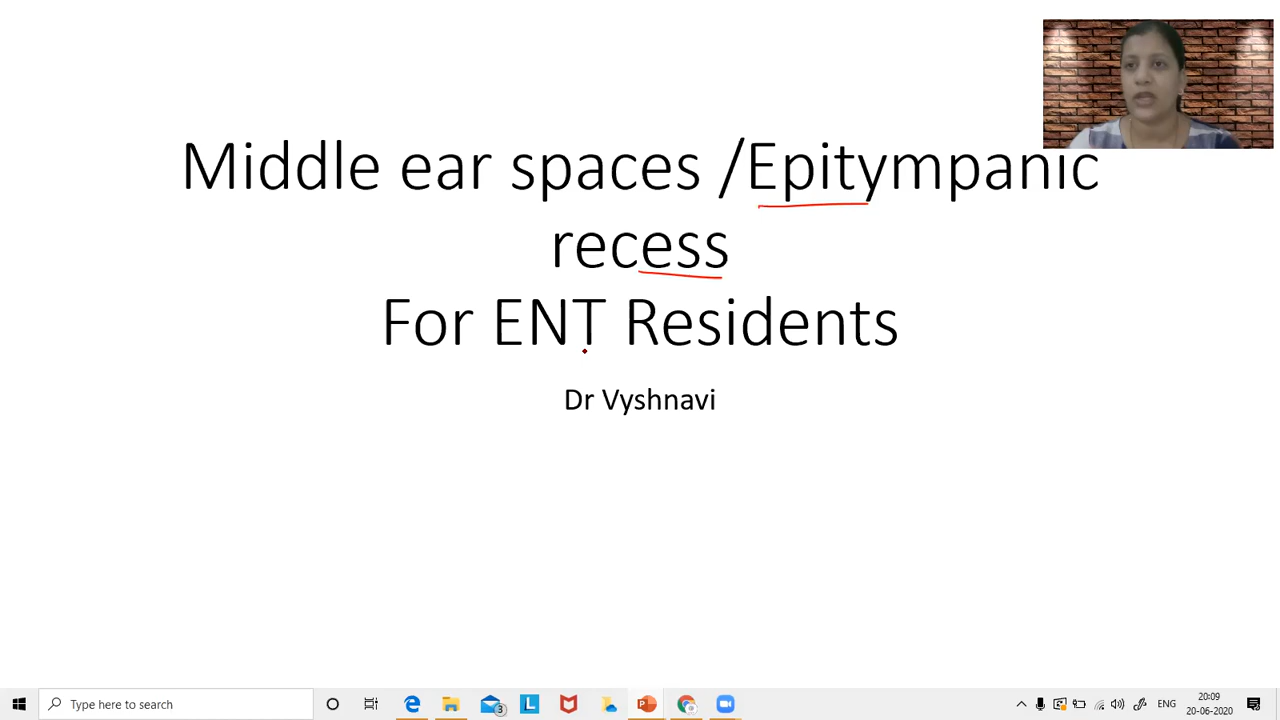 Middle ear spaces /Epitympanic
recess
For ENT Residents
Dr Vyshnavi
Type here to search
3
L
ENG
20:09
20-06-2020